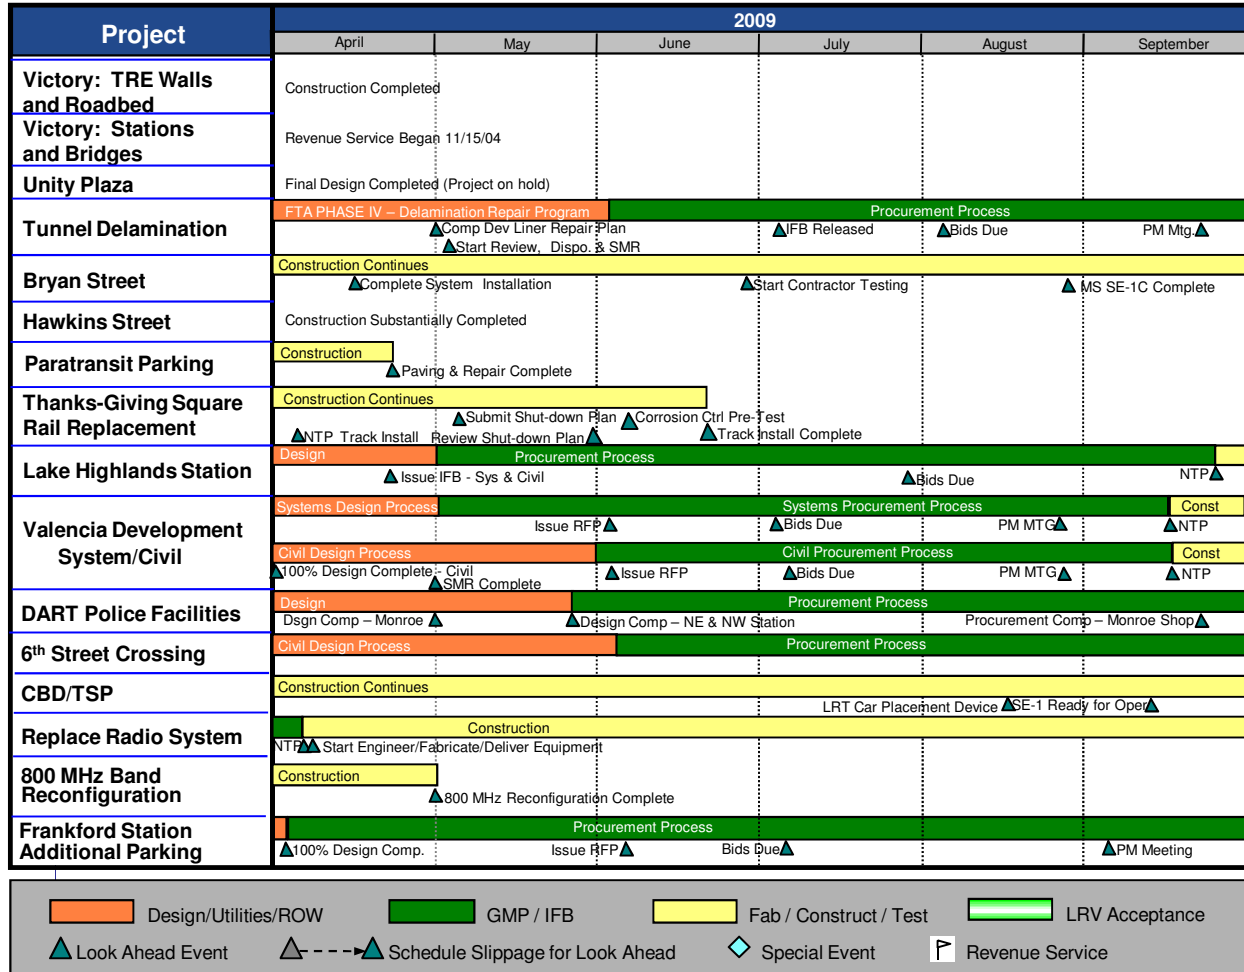 Project
2009
April May June July August September
Victory: TRE Walls
and Roadbed
Construction Completed
Victory: Stations
and Bridges
Revenue Service Began 11/15/04
Unity Plaza
Final Design Completed (Project on hold)
Tunnel Delamination
FTA PHASE IV – Delamination Repair Program
Procurement Process
Comp Dev Liner Repair Plan
IFB Released
Bids Due
PM Mtg.
Start Review, Dispo. & SMR
Bryan Street
Construction Continues
Complete System Installation
Start Contractor Testing
MS SE-1C Complete
Hawkins Street
Construction Substantially Completed
Paratransit Parking
Construction
Paving & Repair Complete
Thanks-Giving Square
Rail Replacement
Construction Continues
Submit Shut-down Plan
Corrosion Ctrl Pre-Test
NTP Track Install
Review Shut-down Plan
Track Install Complete
Lake Highlands Station
Design
Procurement Process
Issue IFB - Sys & Civil
Bids Due
NTP
Valencia Development
System/Civil
Systems Design Process
Systems Procurement Process
Const
Issue RFP
Bids Due
PM MTG
NTP
Civil Design Process
Civil Procurement Process
Const
100% Design Complete - Civil
Issue RFP
Bids Due
PM MTG
NTP
SMR Complete
DART Police Facilities
Design
Procurement Process
Dsgn Comp – Monroe
Design Comp – NE & NW Station
Procurement Comp – Monroe Shop
6th Street Crossing
Civil Design Process
Procurement Process
CBD/TSP
Construction Continues
LRT Car Placement Device
SE-1 Ready for Oper
Replace Radio System
Construction
NTP
Start Engineer/Fabricate/Deliver Equipment
800 MHz Band
Reconfiguration
Construction
800 MHz Reconfiguration Complete
Frankford Station
Additional Parking
Procurement Process
100% Design Comp.
Issue RFP
Bids Due
PM Meeting
Design/Utilities/ROW
GMP / IFB
Fab / Construct / Test
LRV Acceptance
Look Ahead Event
Schedule Slippage for Look Ahead
Special Event
Revenue Service